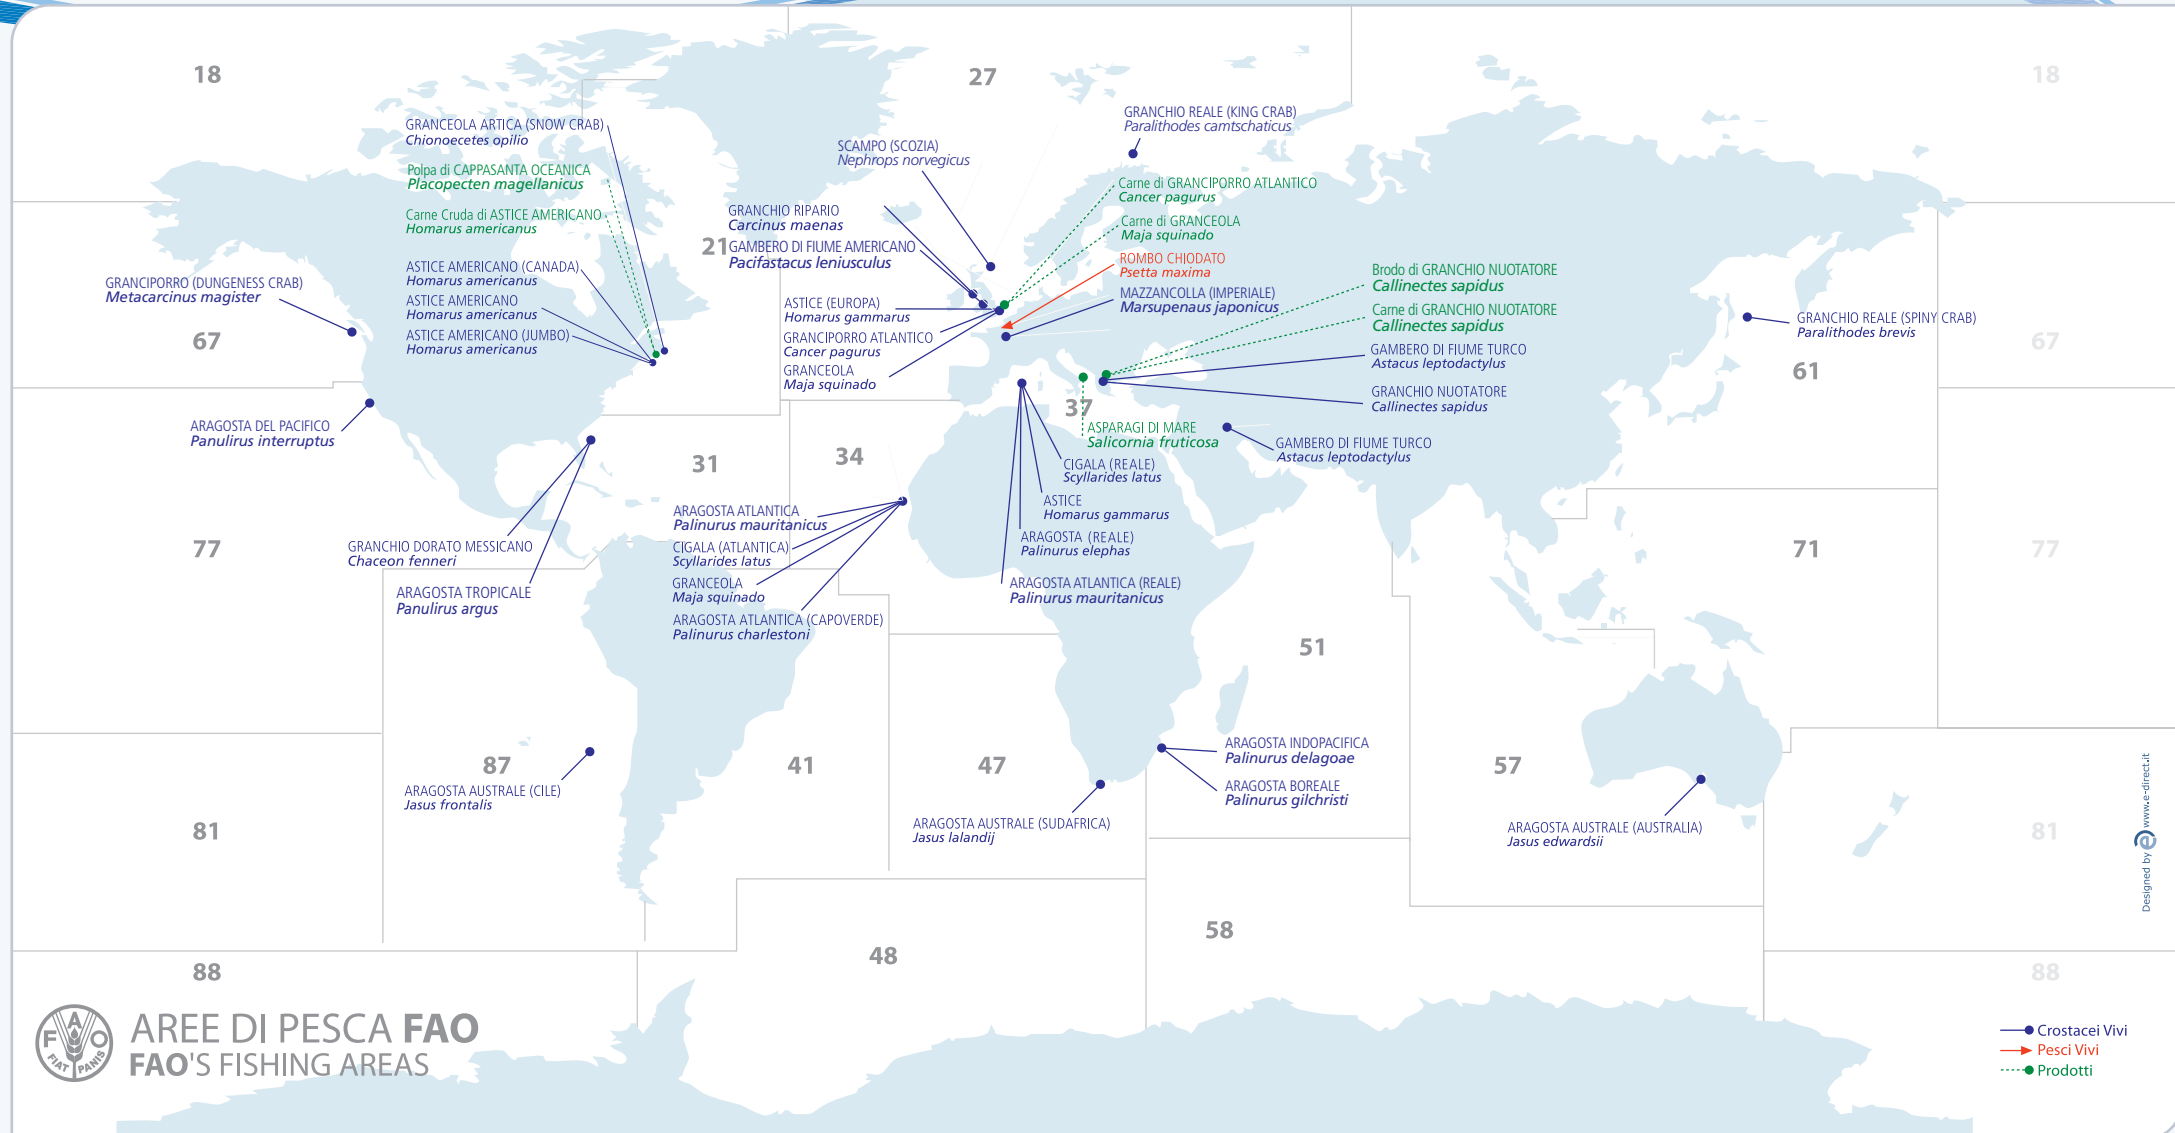 18
27
18
GRANCHIO REALE (KING CRAB)
Paralithodes camtschaticus
GRANCEOLA ARTICA (SNOW CRAB)
Chionoecetes opilio
SCAMPO (SCOZIA)
Nephrops norvegicus
Polpa di CAPPASANTA OCEANICA
Placopecten magellanicus
Carne di GRANCIPORRO ATLANTICO
Cancer pagurus
Carne Cruda di ASTICE AMERICANO
Homarus americanus
GRANCHIO RIPARIO
Carcinus maenas
Carne di GRANCEOLA
Maja squinado
21
GAMBERO DI FIUME AMERICANO
Pacifastacus leniusculus
ROMBO CHIODATO
Psetta maxima
ASTICE AMERICANO (CANADA)
Homarus americanus
Brodo di GRANCHIO NUOTATORE
Callinectes sapidus
GRANCIPORRO (DUNGENESS CRAB)
Metacarcinus magister
MAZZANCOLLA (IMPERIALE)
Marsupenaus japonicus
ASTICE AMERICANO
Homarus americanus
ASTICE (EUROPA)
Homarus gammarus
Carne di GRANCHIO NUOTATORE
Callinectes sapidus
GRANCHIO REALE (SPINY CRAB)
Paralithodes brevis
67
ASTICE AMERICANO (JUMBO)
Homarus americanus
GRANCIPORRO ATLANTICO
Cancer pagurus
67
GAMBERO DI FIUME TURCO
Astacus leptodactylus
GRANCEOLA
Maja squinado
61
GRANCHIO NUOTATORE
Callinectes sapidus
37
ARAGOSTA DEL PACIFICO
Panulirus interruptus
ASPARAGI DI MARE
Salicornia fruticosa
GAMBERO DI FIUME TURCO
Astacus leptodactylus
31
34
CIGALA (REALE)
Scyllarides latus
ARAGOSTA ATLANTICA
Palinurus mauritanicus
ASTICE
Homarus gammarus
77
GRANCHIO DORATO MESSICANO
Chaceon fenneri
CIGALA (ATLANTICA)
Scyllarides latus
ARAGOSTA (REALE)
Palinurus elephas
71
77
ARAGOSTA TROPICALE
Panulirus argus
GRANCEOLA
Maja squinado
ARAGOSTA ATLANTICA (REALE)
Palinurus mauritanicus
ARAGOSTA ATLANTICA (CAPOVERDE)
Palinurus charlestoni
51
87
41
47
57
ARAGOSTA INDOPACIFICA
Palinurus delagoae
ARAGOSTA AUSTRALE (CILE)
Jasus frontalis
ARAGOSTA BOREALE
Palinurus gilchristi
81
ARAGOSTA AUSTRALE (SUDAFRICA)
Jasus lalandij
ARAGOSTA AUSTRALE (AUSTRALIA)
Jasus edwardsii
81
Designed by e www.e-direct.it
58
48
88
88
F A O
FIAT PANIS
AREE DI PESCA FAO
FAO'S FISHING AREAS
Crostacei Vivi
Pesci Vivi
Prodotti